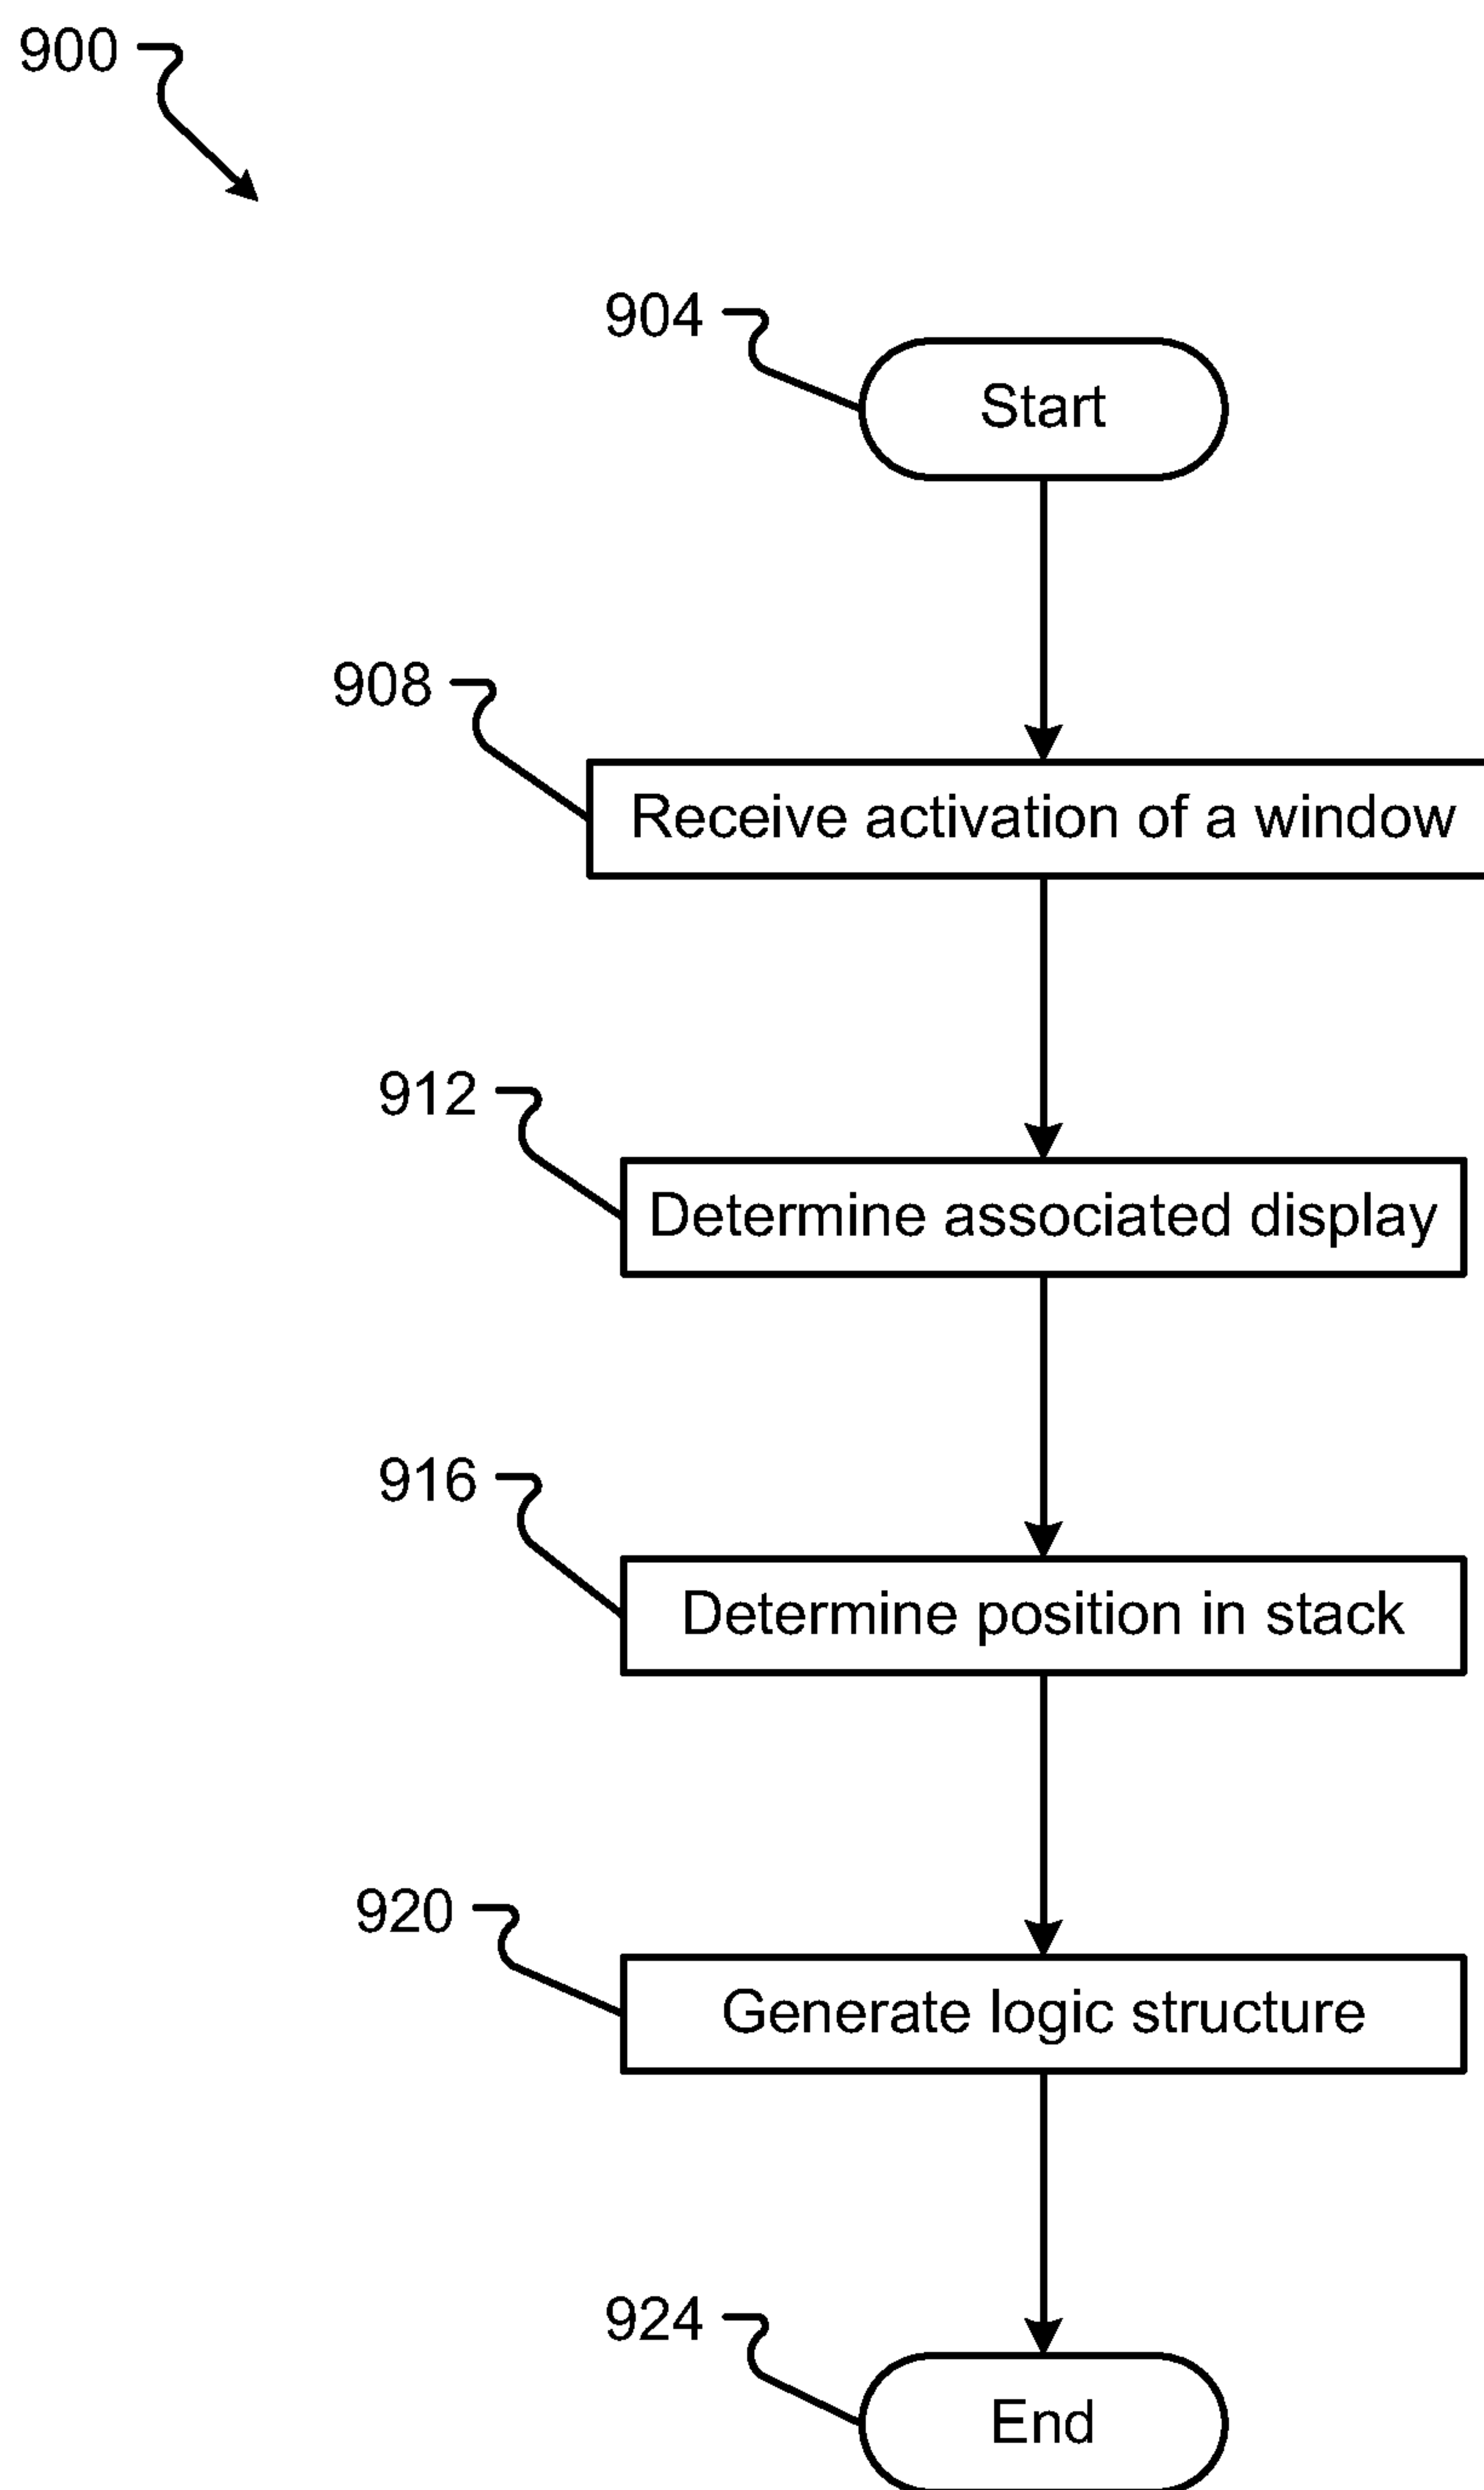 900
904
Start
908
Receive activation of a window
912
Determine associated display
916
Determine position in stack
920
Generate logic structure
924
End